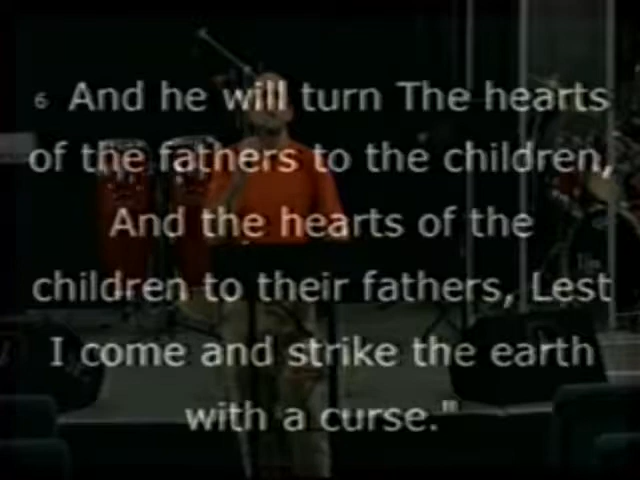 6 And he will turn The hearts
of the fathers to the children,
And the hearts of the
children to their fathers, Lest
I come and strike the earth
with a curse."